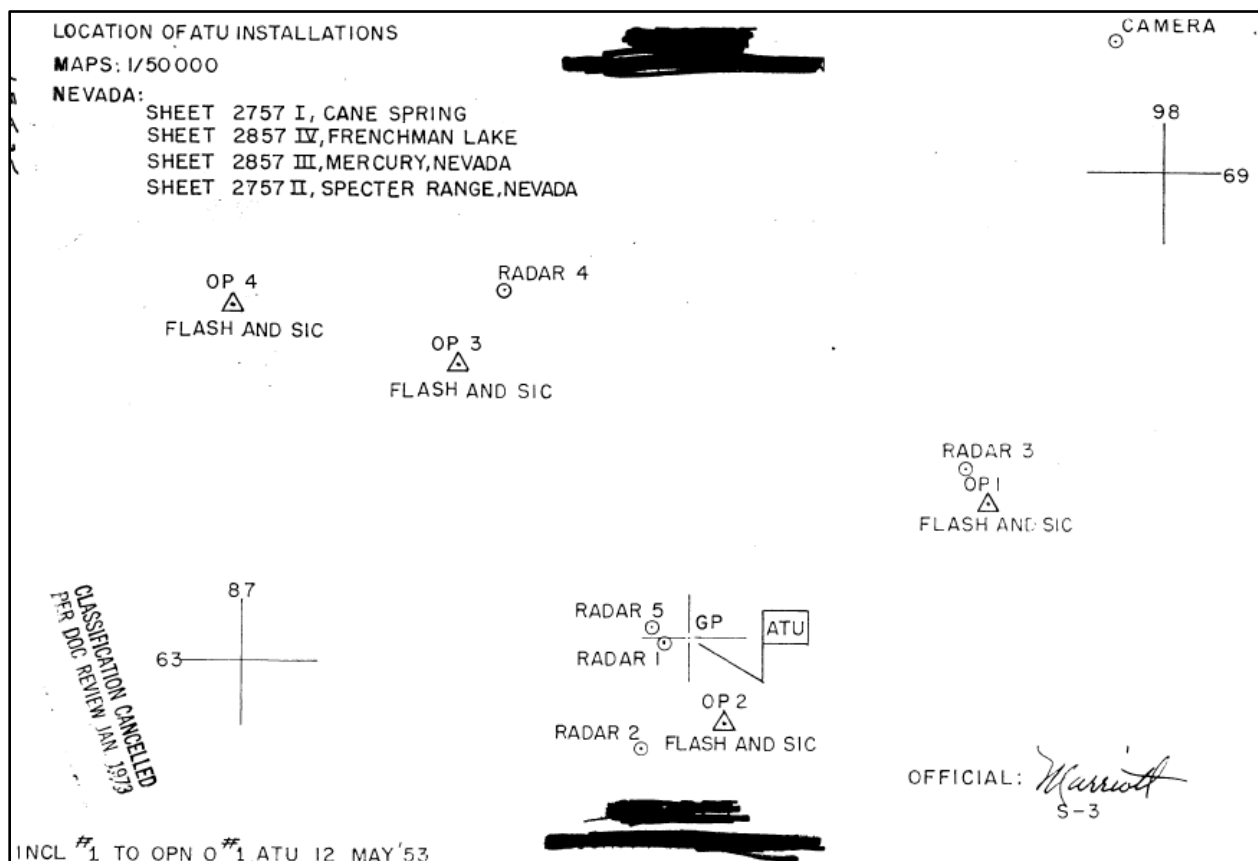 LOCATION OF ATU INSTALLATIONS
MAPS: 1/50000
NEVADA:
SHEET 2757 I, CANE SPRING
SHEET 2857 IV, FRENCHMAN LAKE
SHEET 2857 III, MERCURY, NEVADA
SHEET 2757 II, SPECTER RANGE, NEVADA
CAMERA
98
69
OP 4
FLASH AND SIC
RADAR 4
OP 3
FLASH AND SIC
RADAR 3
OP 1
FLASH AND SIC
87
63
RADAR 5
GP
ATU
RADAR 1
OP 2
RADAR 2
FLASH AND SIC
CLASSIFICATION CANCELLED
PER DOC REVIEW JAN. 1973
OFFICIAL: Marriott
S-3
INCL #1 TO OPN O #1 ATU 12 MAY '53